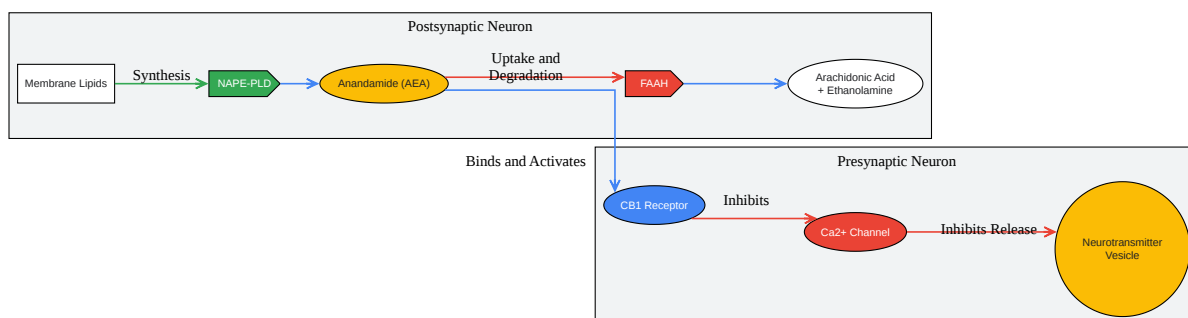 Postsynaptic Neuron
Membrane Lipids
Synthesis
NAPE-PLD
Anandamide (AEA)
Uptake and
Degradation
FAAH
Arachidonic Acid
+ Ethanolamine
Binds and Activates
Presynaptic Neuron
CB1 Receptor
Inhibits
Ca2+ Channel
Inhibits Release
Neurotransmitter
Vesicle